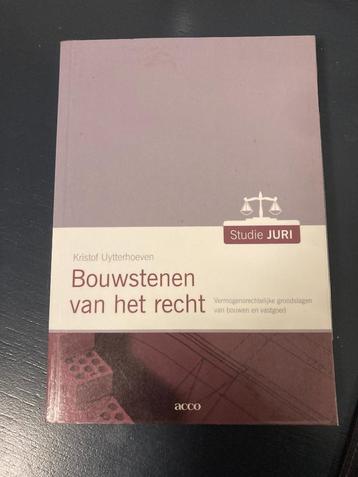 Studie JURI
Kristof Uytterhoeven
Bouwstenen
van het recht
Vermogensrechtelijke grondslagen
van bouwen en vastgoed
acco